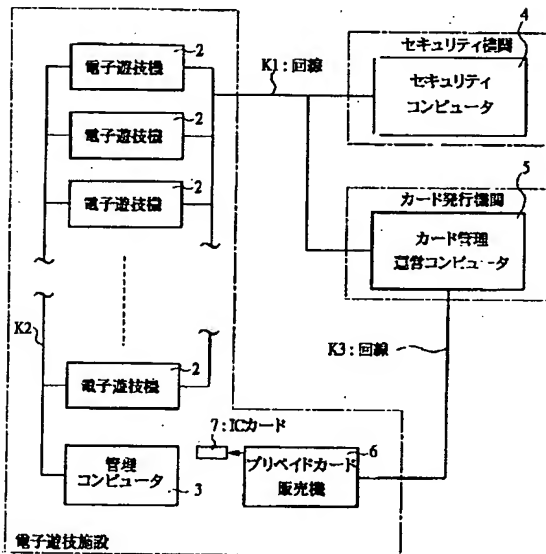 2
電子遊技機
2
電子遊技機
2
電子遊技機
K2
2
電子遊技機
管理
コンピュータ
3
電子遊技施設
K1:回線
4
セキュリティ機関
セキュリティ
コンピュータ
5
カード発行機関
カード管理
運営コンピュータ
K3:回線
7:ICカード
6
プリペイドカード
販売機